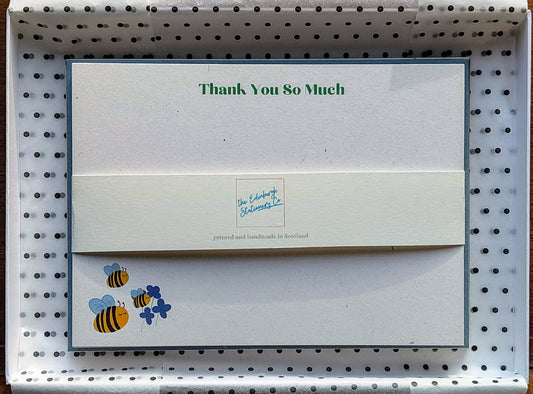 Thank You So Much
the Edinburgh
Stationery Co
printed and handmade in Scotland